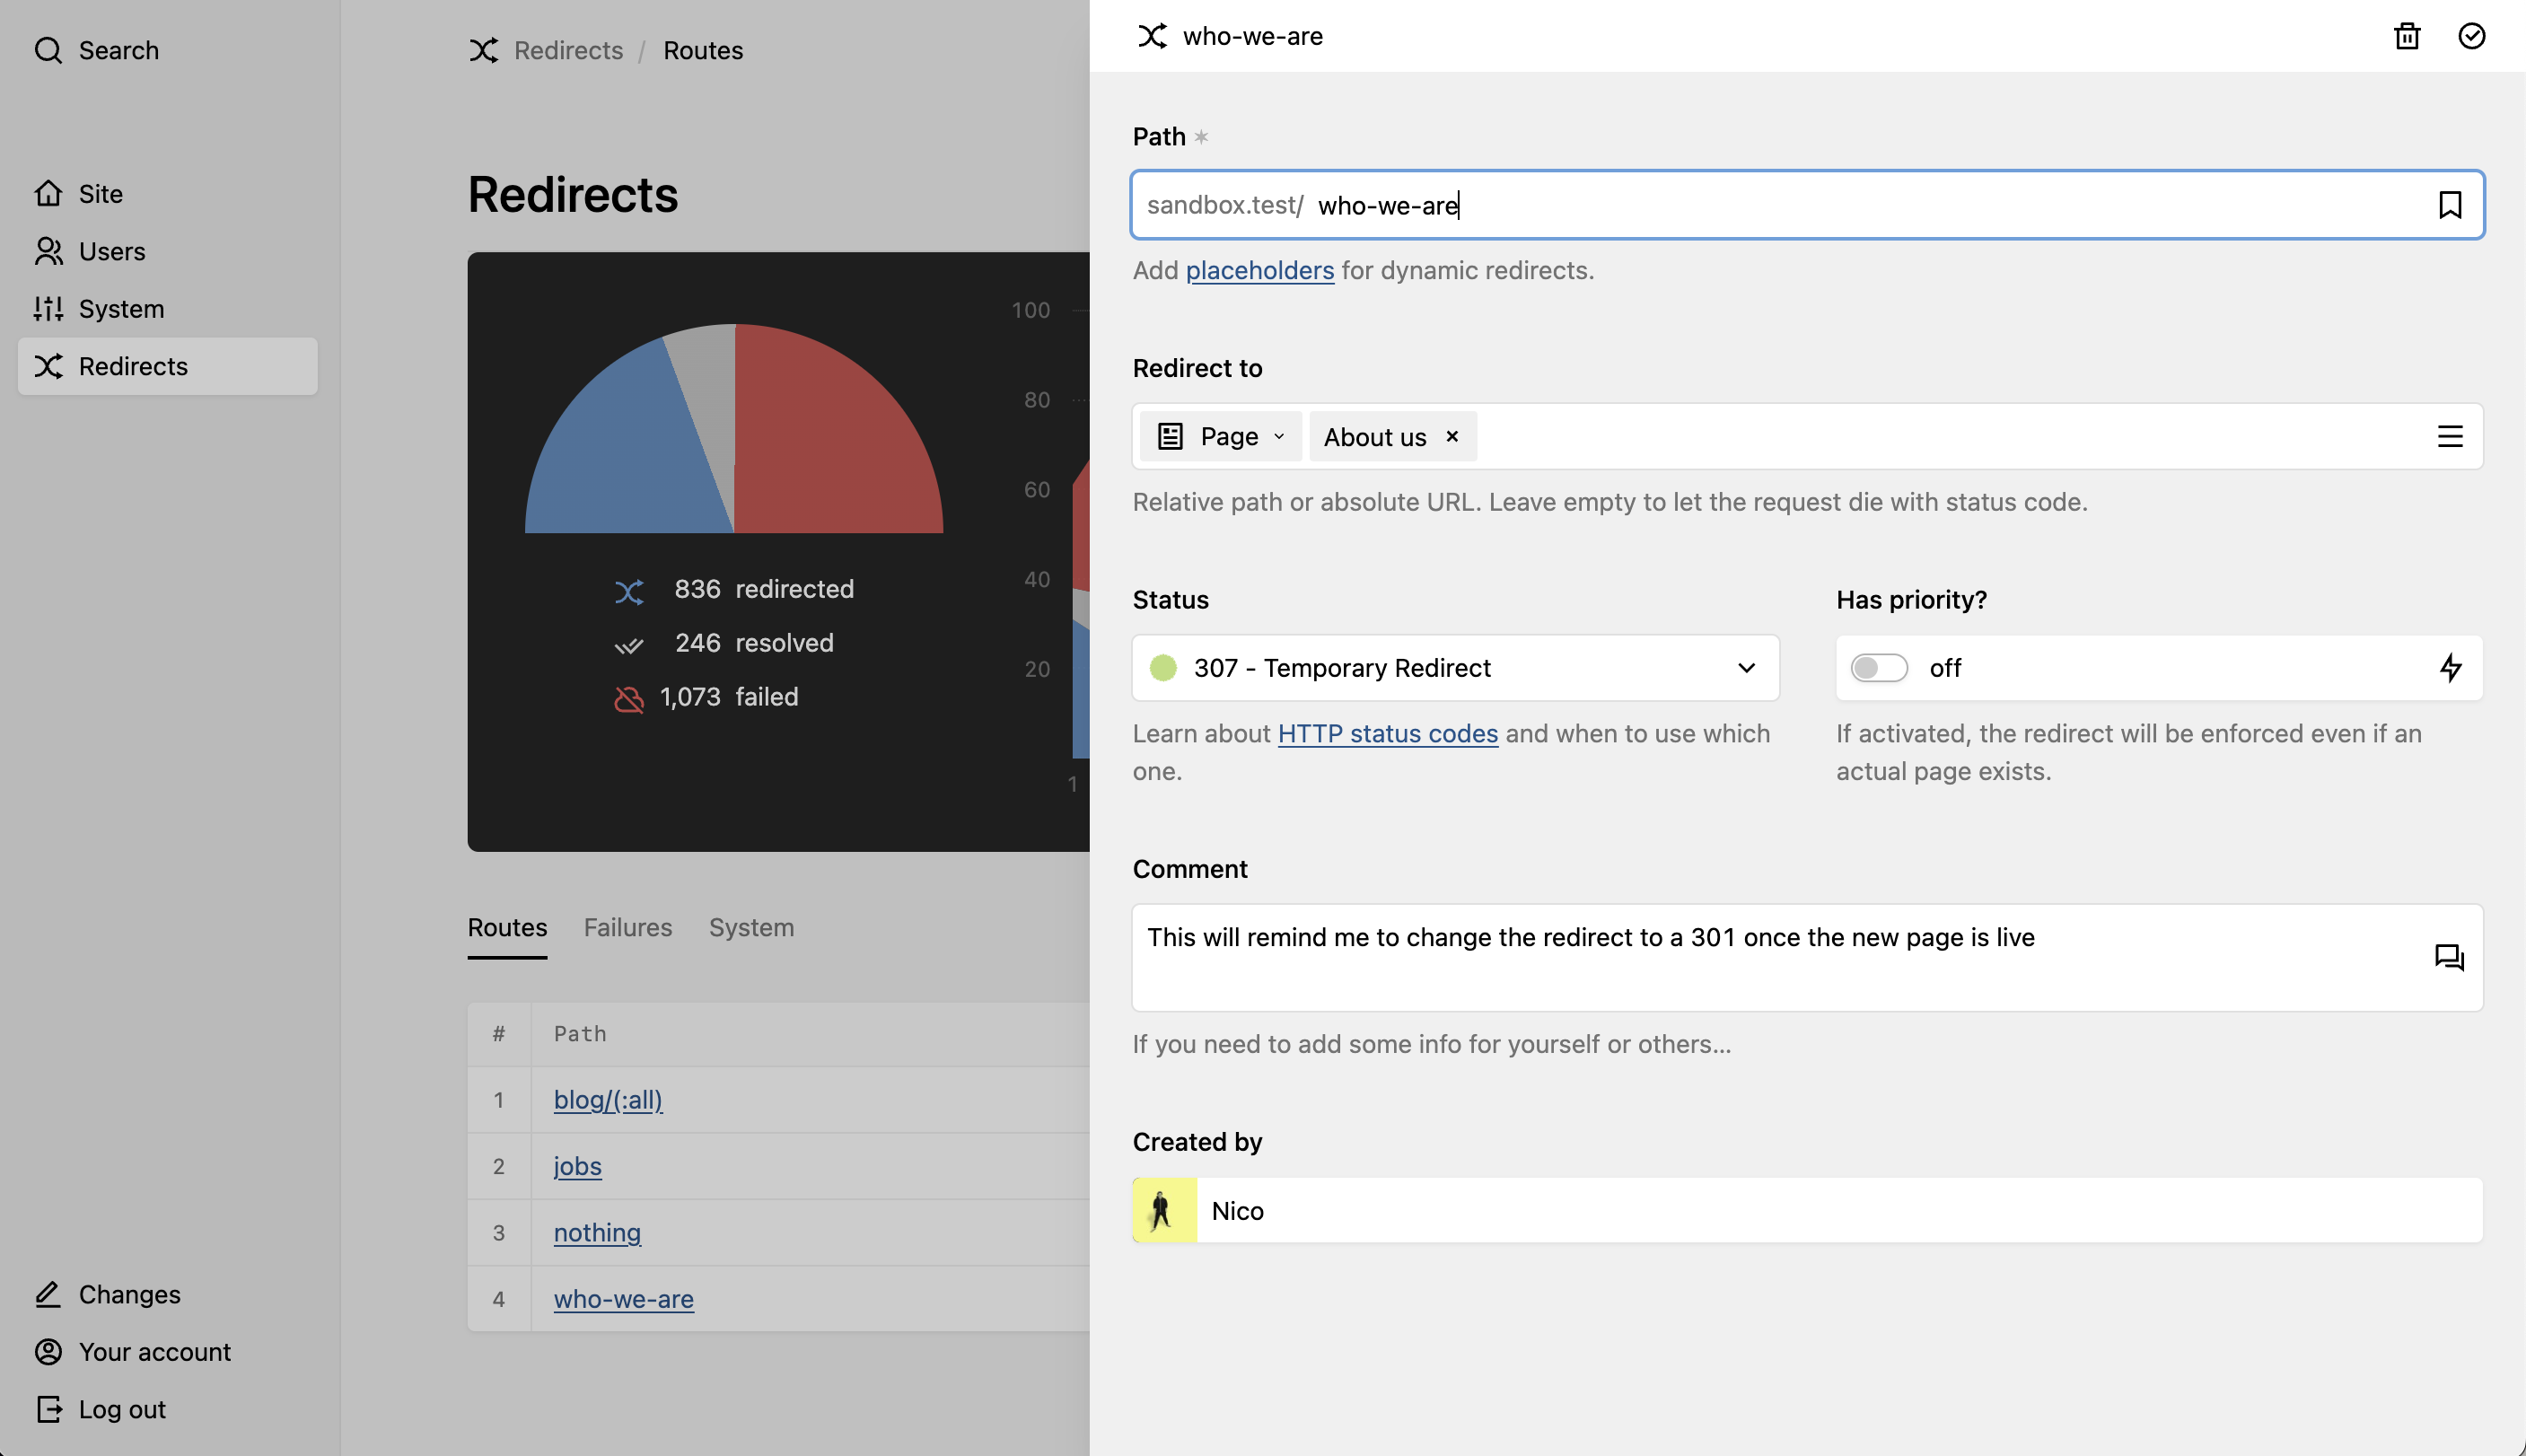 Search
Site
Users
System
Redirects
Changes
Your account
Log out
Redirects / Routes
Redirects
836 redirected
246 resolved
1,073 failed
100
80
60
40
20
1
Routes Failures System
# Path
1 blog/(:all)
2 jobs
3 nothing
4 who-we-are
who-we-are
Path *
sandbox.test/ who-we-are
Add placeholders for dynamic redirects.
Redirect to
Page About us ×
Relative path or absolute URL. Leave empty to let the request die with status code.
Status
307 - Temporary Redirect
Learn about HTTP status codes and when to use which
one.
Has priority?
off
If activated, the redirect will be enforced even if an
actual page exists.
Comment
This will remind me to change the redirect to a 301 once the new page is live
If you need to add some info for yourself or others...
Created by
Nico